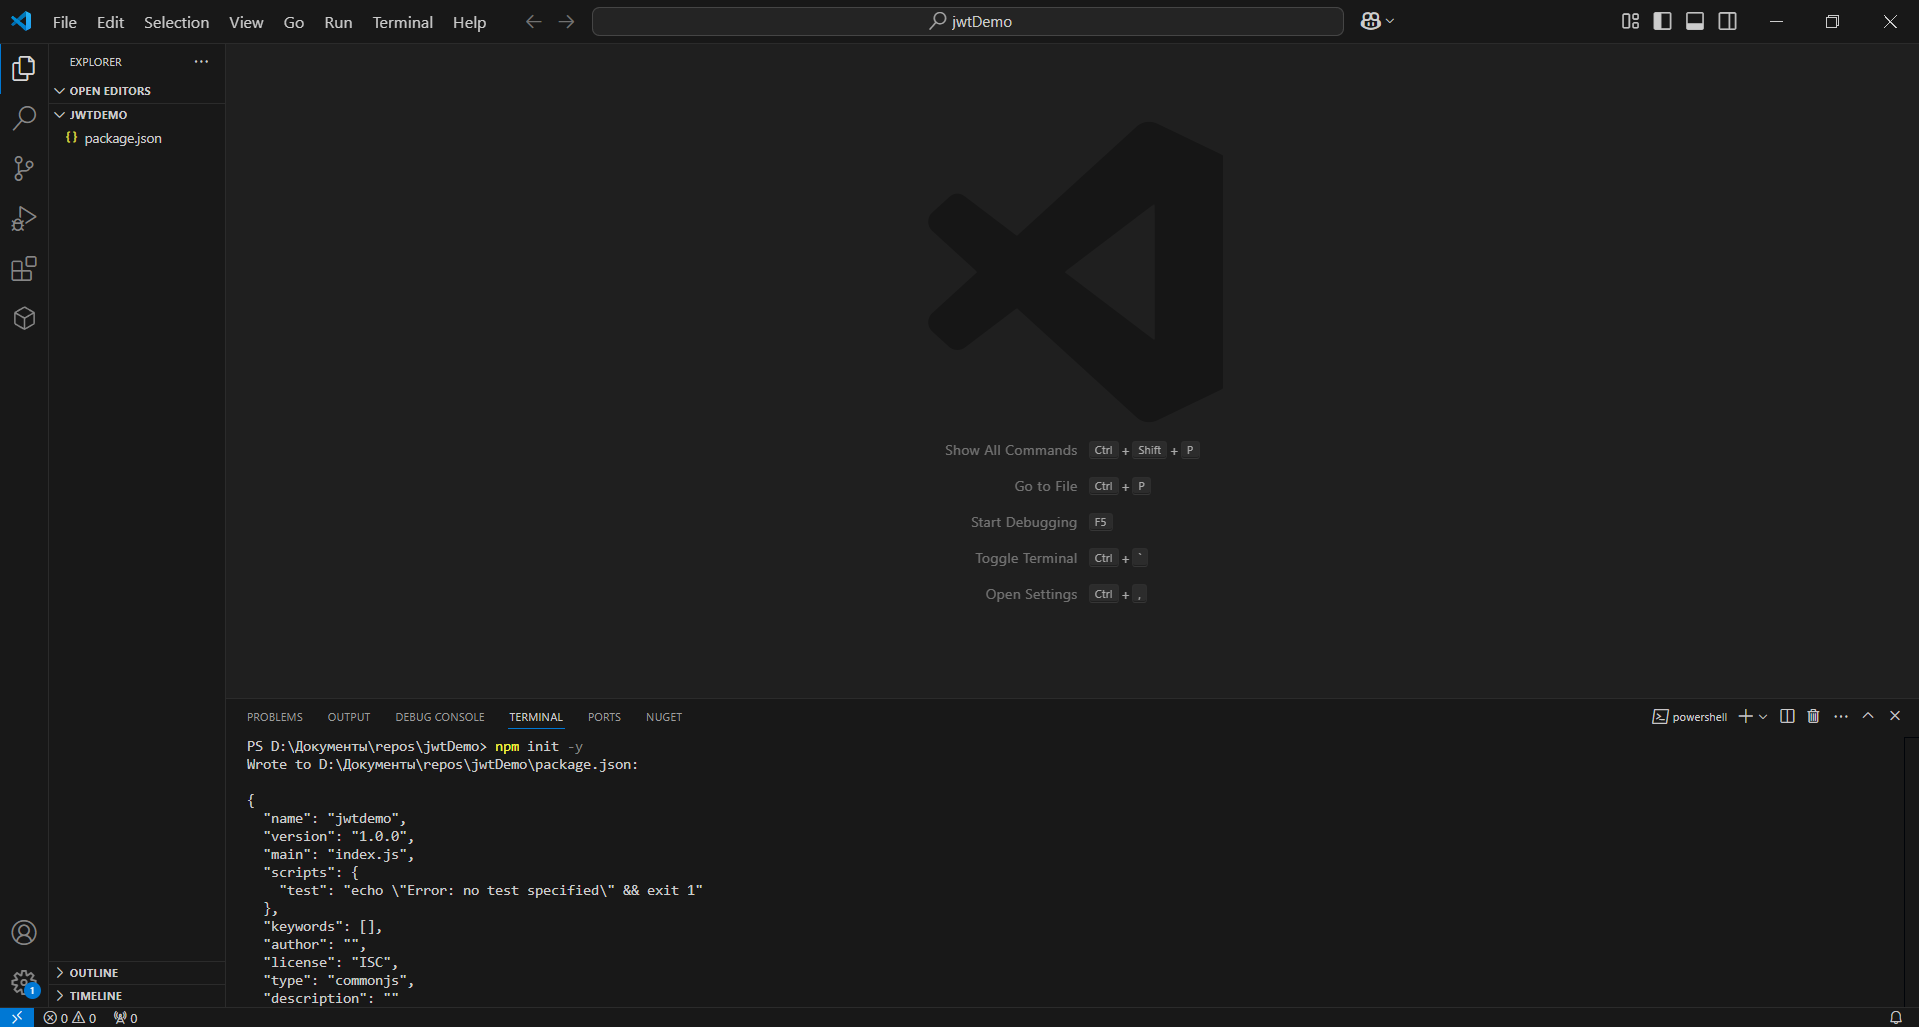 File Edit Selection View Go Run Terminal Help
jwtDemo
EXPLORER
OPEN EDITORS
JWTDEMO
{} package.json
Show All Commands Ctrl + Shift + P
Go to File Ctrl + P
Start Debugging F5
Toggle Terminal Ctrl + `
Open Settings Ctrl + ,
PROBLEMS OUTPUT DEBUG CONSOLE TERMINAL PORTS NUGET
powershell
PS D:\Документы\repos\jwtDemo> npm init -y
Wrote to D:\Документы\repos\jwtDemo\package.json:
{
"name": "jwtdemo",
"version": "1.0.0",
"main": "index.js",
"scripts": {
"test": "echo \"Error: no test specified\" && exit 1"
},
"keywords": [],
"author": "",
"license": "ISC",
"type": "commonjs",
"description": ""
OUTLINE
TIMELINE
1
0 0 0